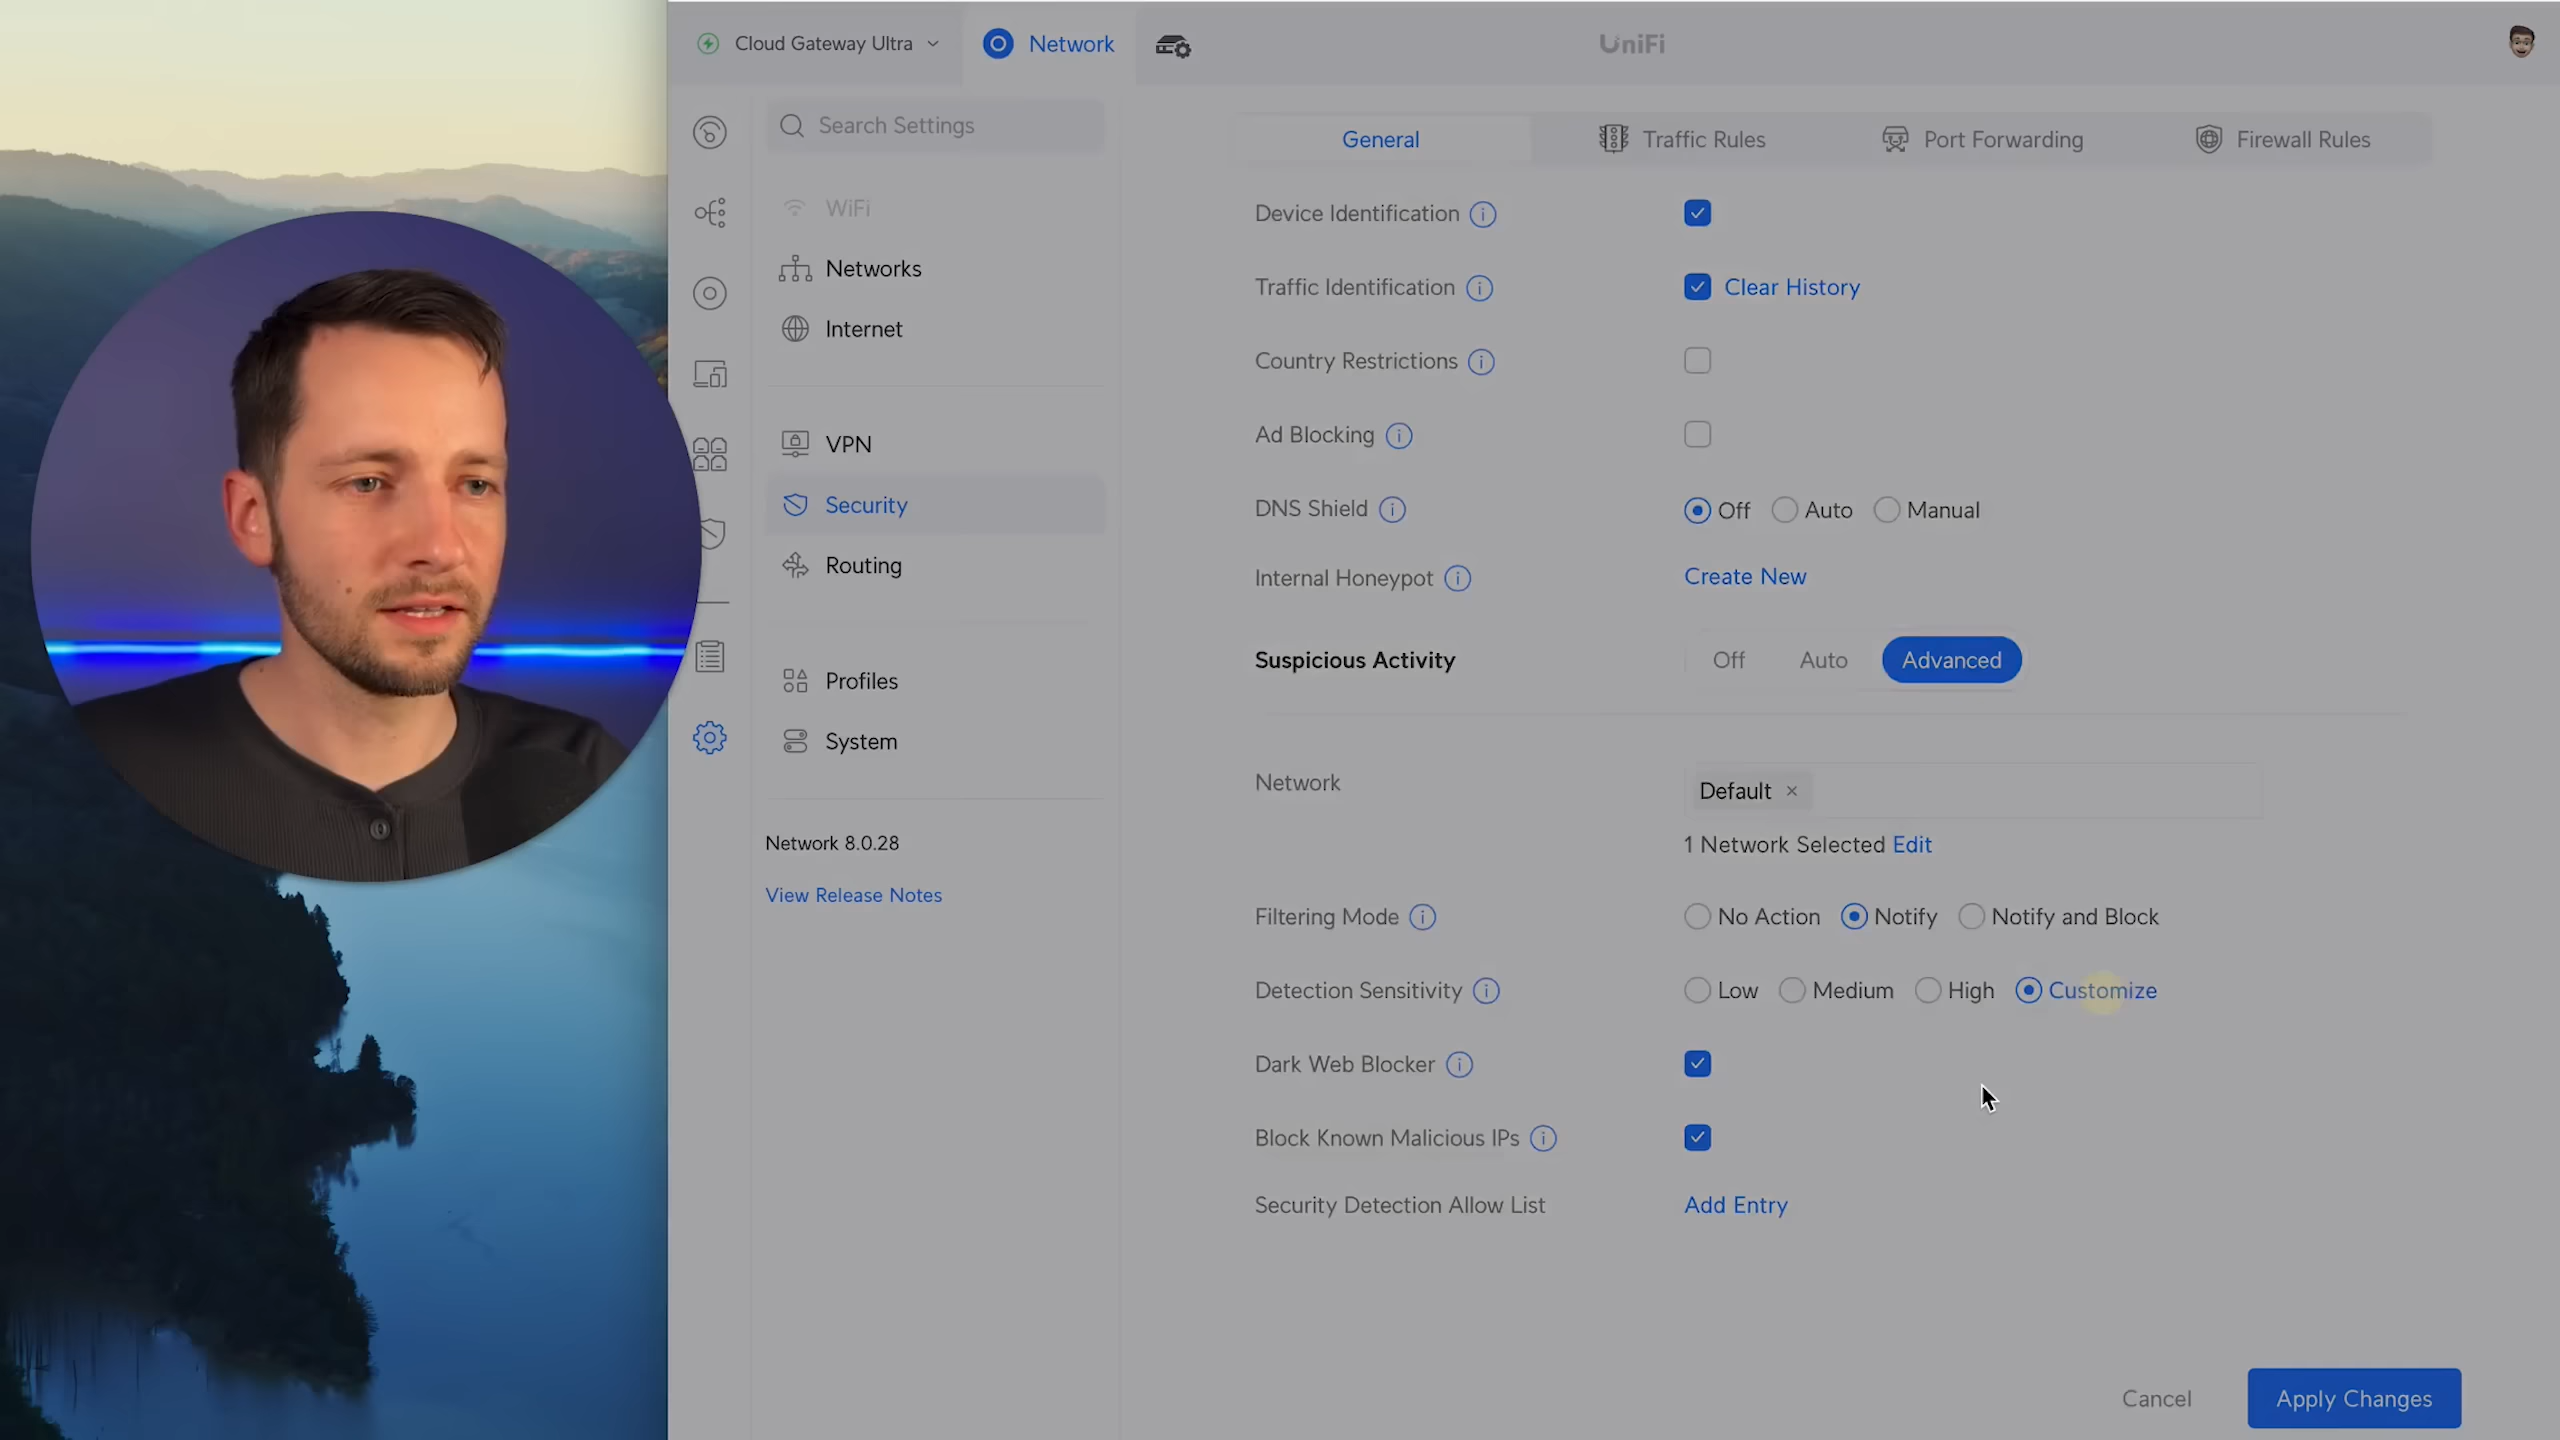 Cloud Gateway Ultra
Network
UniFi
Search Settings
WiFi
Networks
Internet
VPN
Security
Routing
Profiles
System
Network 8.0.28
View Release Notes
General
Traffic Rules
Port Forwarding
Firewall Rules
Device Identification
Traffic Identification Clear History
Country Restrictions
Ad Blocking
DNS Shield Off Auto Manual
Internal Honeypot Create New
Suspicious Activity Off Auto Advanced
Network Default ×
1 Network Selected Edit
Filtering Mode No Action Notify Notify and Block
Detection Sensitivity Low Medium High Customize
Dark Web Blocker
Block Known Malicious IPs
Security Detection Allow List Add Entry
Cancel Apply Changes